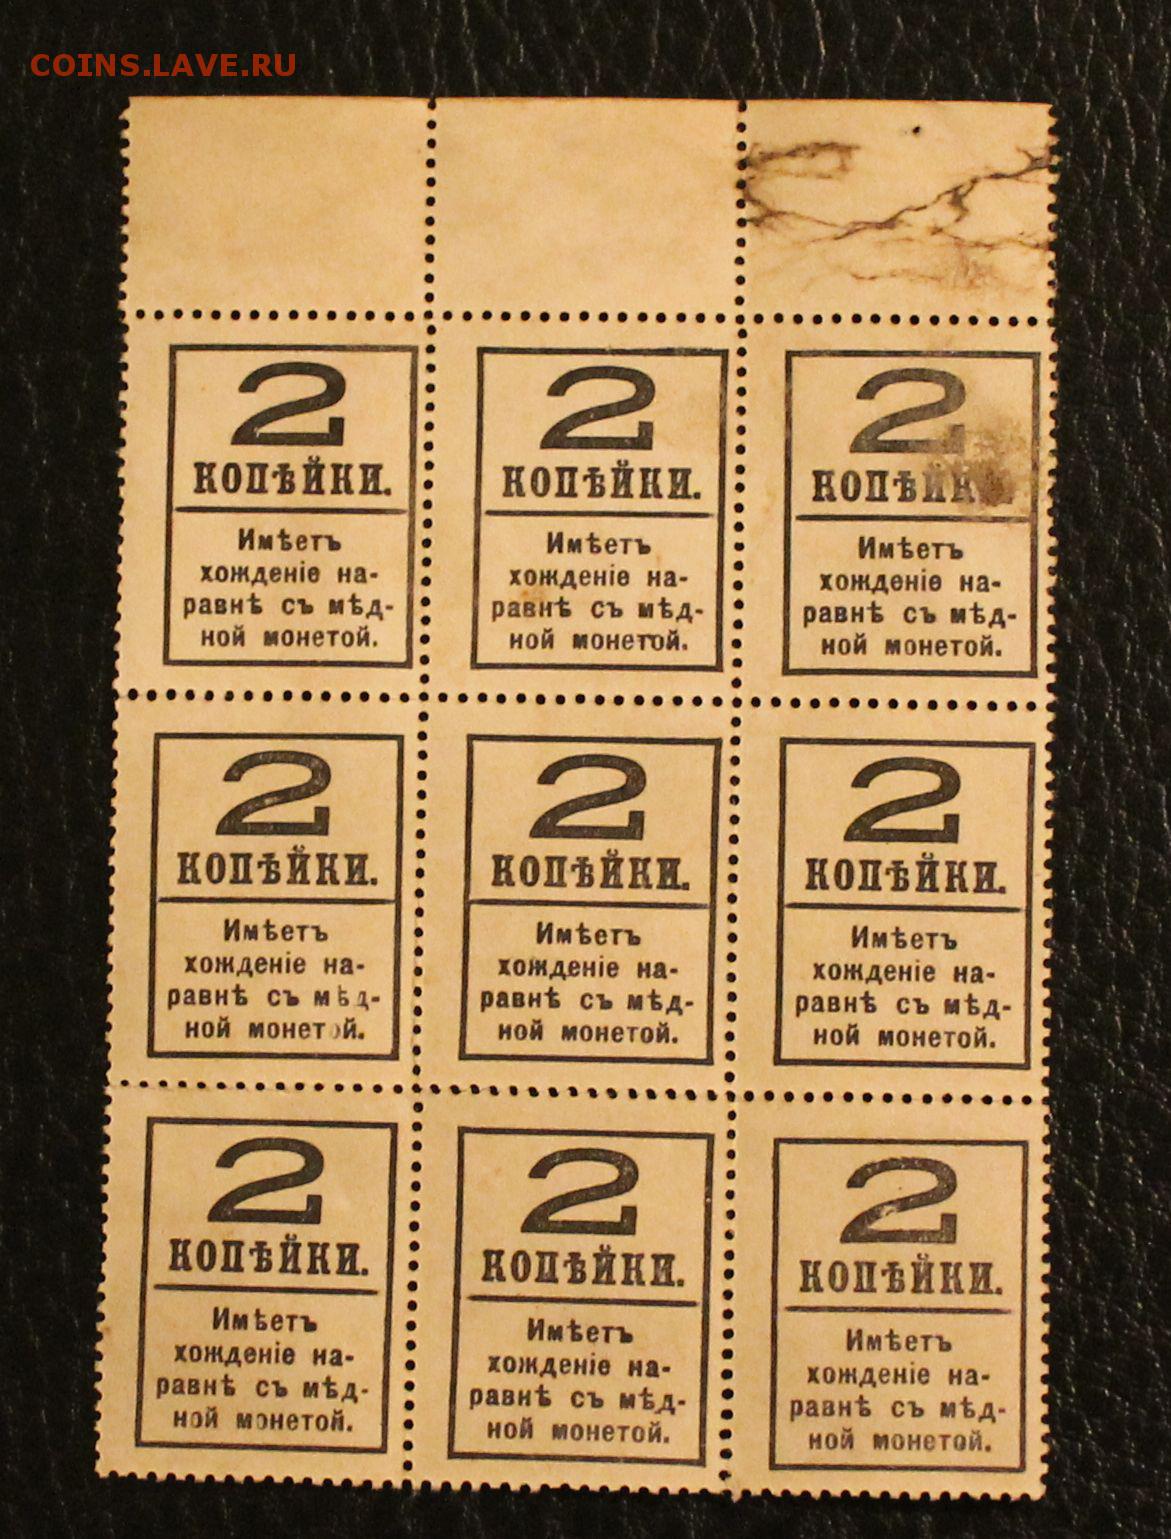 COINS.LAVE.RU
2 2 2
КОПѢЙКИ. КОПѢЙКИ. КОПѢЙК
Имѣетъ Имѣетъ Имѣетъ
хожденіе на- хожденіе на- хожденіе на-
равнѣ съ мѣд- равнѣ съ мѣд- равнѣ съ мѣд-
ной монетой. ной монетой. ной монетой.
2 2 2
КОПѢЙКИ. КОПѢЙКИ. КОПѢЙКИ.
Имѣетъ Имѣетъ Имѣетъ
хожденіе на- хожденіе на- хожденіе на-
равнѣ съ мѣд- равнѣ съ мѣд- равнѣ съ мѣд-
ной монетой. ной монетой. ной монетой.
2 2 2
КОПѢЙКИ. КОПѢЙКИ. КОПѢЙКИ.
Имѣетъ Имѣетъ Имѣетъ
хожденіе на- хожденіе на- хожденіе на-
равнѣ съ мѣд- равнѣ съ мѣд- равнѣ съ мѣд-
ной монетой. ной монетой. ной монетой.